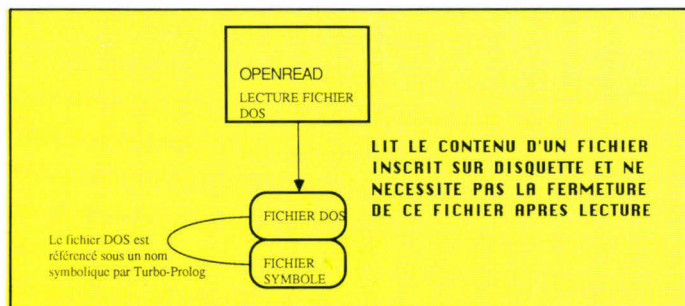 OPENREAD
LECTURE FICHIER
DOS
LIT LE CONTENU D'UN FICHIER
INSCRIT SUR DISQUETTE ET NE
NECESSITE PAS LA FERMETURE
DE CE FICHIER APRES LECTURE
FICHIER DOS
Le fichier DOS est
référencé sous un nom
symbolique par Turbo-Prolog
FICHIER
SYMBOLE